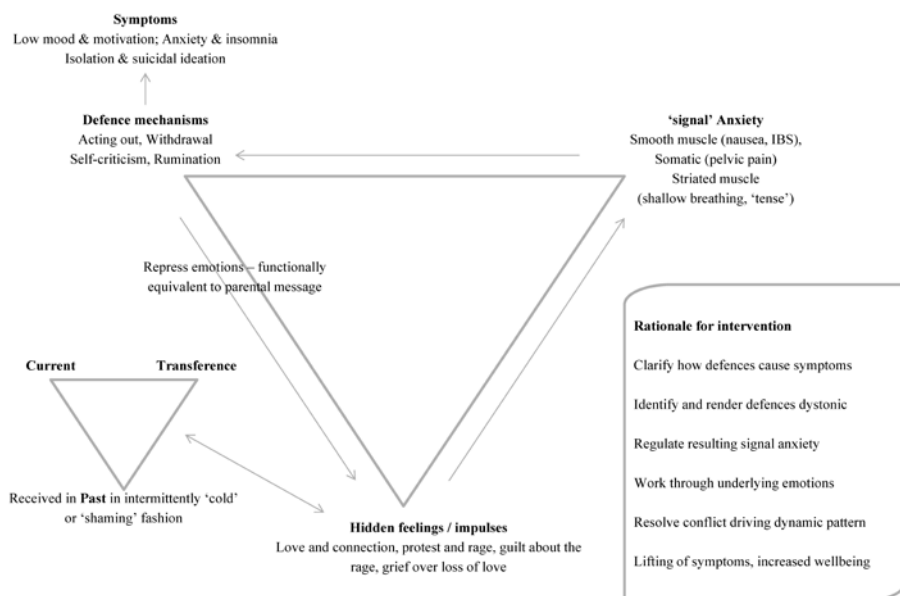 Symptoms
Low mood & motivation; Anxiety & insomnia
Isolation & suicidal ideation
Defence mechanisms
Acting out, Withdrawal
Self-criticism, Rumination
‘signal’ Anxiety
Smooth muscle (nausea, IBS),
Somatic (pelvic pain)
Striated muscle
(shallow breathing, ‘tense’)
Repress emotions – functionally
equivalent to parental message
Current
Transference
Received in Past in intermittently ‘cold’
or ‘shaming’ fashion
Hidden feelings / impulses
Love and connection, protest and rage, guilt about the
rage, grief over loss of love
Rationale for intervention
Clarify how defences cause symptoms
Identify and render defences dystonic
Regulate resulting signal anxiety
Work through underlying emotions
Resolve conflict driving dynamic pattern
Lifting of symptoms, increased wellbeing